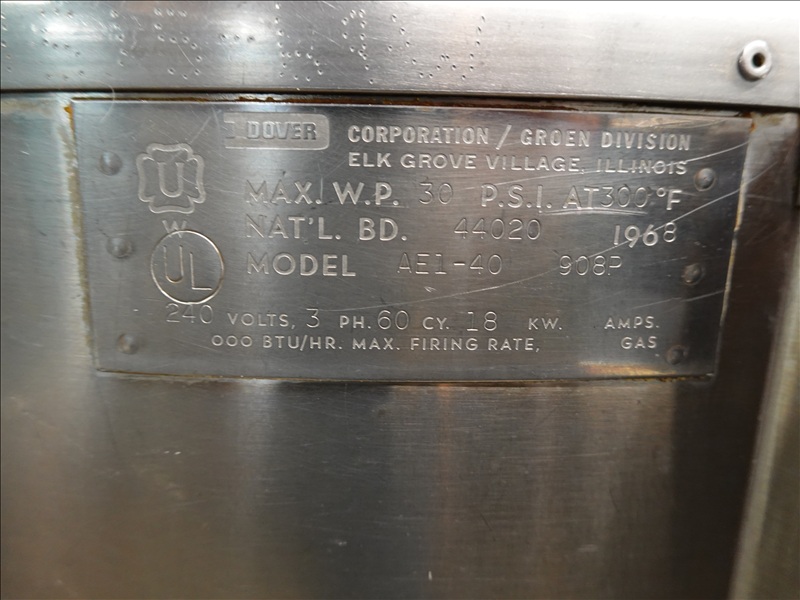 DOVER CORPORATION / GROEN DIVISION
ELK GROVE VILLAGE, ILLINOIS
U
W
MAX. W.P. 30 P.S.I. AT 300 °F
NAT'L. BD. 44020 1968
UL
MODEL AE1-40 908P
240 VOLTS, 3 PH. 60 CY. 18 KW. AMPS.
000 BTU/HR. MAX. FIRING RATE, GAS